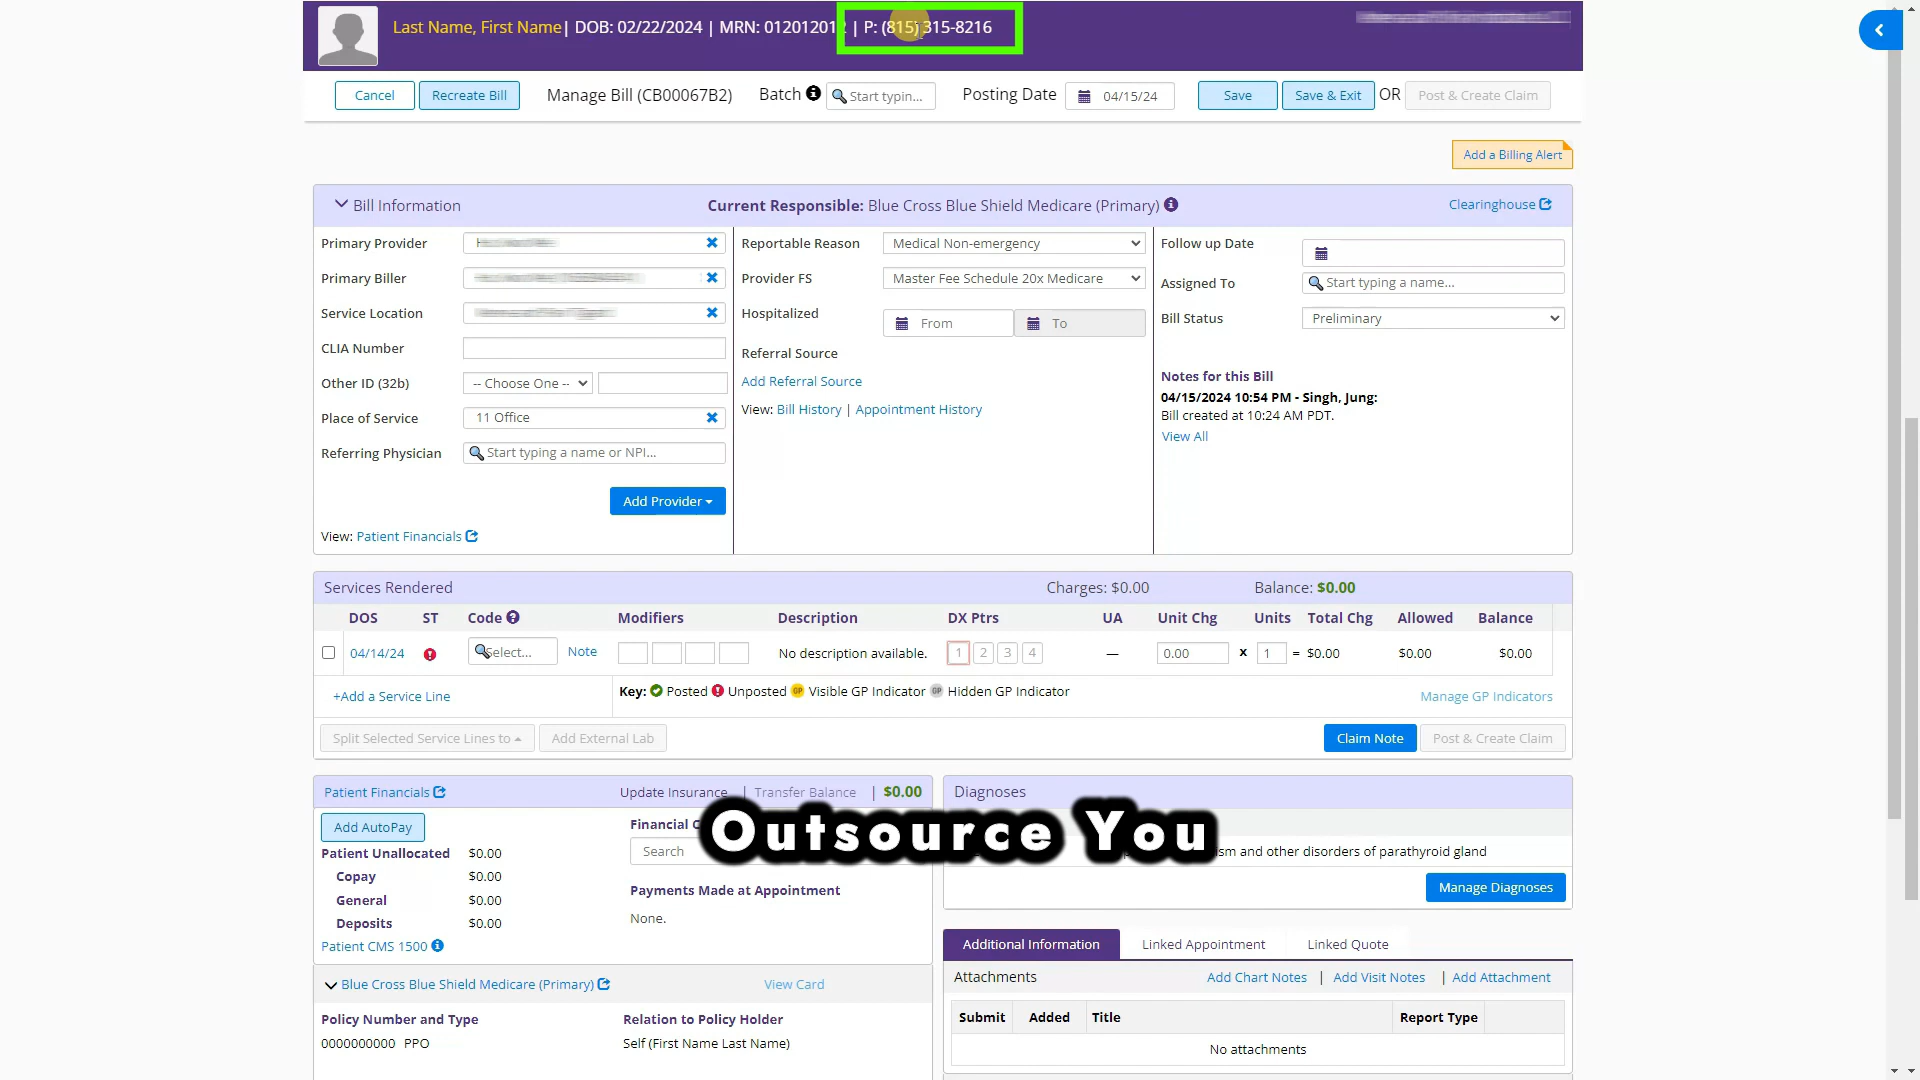 Last Name, First Name | DOB: 02/22/2024 | MRN: 012012012 | P: (815) 315-8216
Cancel Recreate Bill Manage Bill (CB00067B2) Batch Start typin... Posting Date 04/15/24 Save Save & Exit OR Post & Create Claim
Add a Billing Alert
Bill Information Current Responsible: Blue Cross Blue Shield Medicare (Primary) Clearinghouse
Primary Provider Reportable Reason Medical Non-emergency Follow up Date
Primary Biller Provider FS Master Fee Schedule 20x Medicare Assigned To Start typing a name...
Service Location Hospitalized From To Bill Status Preliminary
CLIA Number Referral Source
Other ID (32b) -- Choose One -- Add Referral Source Notes for this Bill
04/15/2024 10:54 PM - Singh, Jung:
Place of Service 11 Office View: Bill History | Appointment History Bill created at 10:24 AM PDT.
View All
Referring Physician Start typing a name or NPI...
Add Provider
View: Patient Financials
Services Rendered Charges: $0.00 Balance: $0.00
DOS ST Code Modifiers Description DX Ptrs UA Unit Chg Units Total Chg Allowed Balance
04/14/24 Select... Note No description available. 1 2 3 4 — 0.00 x 1 = $0.00 $0.00 $0.00
+Add a Service Line Key: Posted Unposted GP Visible GP Indicator GP Hidden GP Indicator Manage GP Indicators
Split Selected Service Lines to Add External Lab Claim Note Post & Create Claim
Patient Financials Update Insurance | Transfer Balance | $0.00 Diagnoses
Add AutoPay Financial
Outsource You
Patient Unallocated $0.00 Search ism and other disorders of parathyroid gland
Copay $0.00
General $0.00 Payments Made at Appointment Manage Diagnoses
Deposits $0.00 None.
Patient CMS 1500 Additional Information Linked Appointment Linked Quote
Blue Cross Blue Shield Medicare (Primary) View Card Attachments Add Chart Notes | Add Visit Notes | Add Attachment
Policy Number and Type Relation to Policy Holder Submit Added Title Report Type
0000000000 PPO Self (First Name Last Name) No attachments